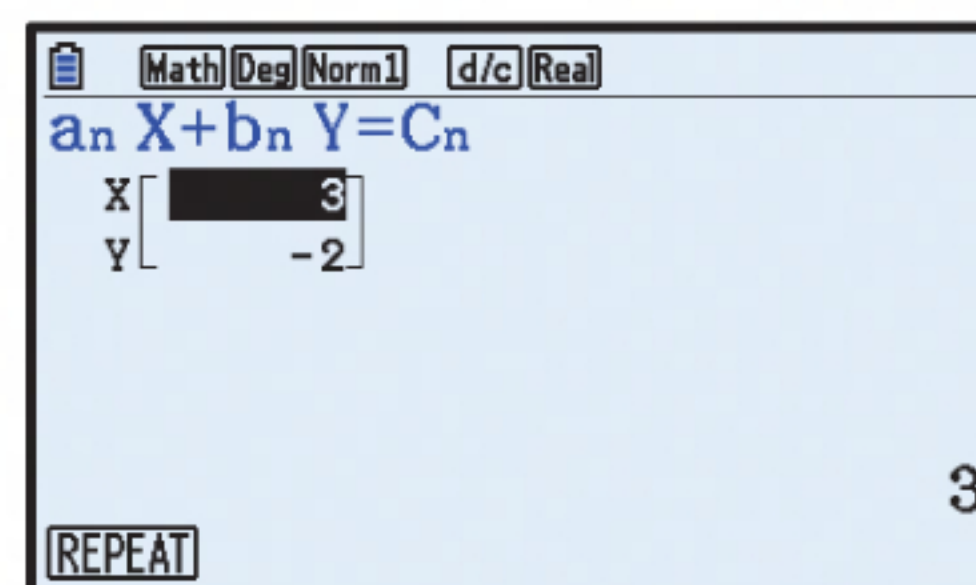 Math Deg Norm1 d/c Real
an X+bn Y=Cn
X[ 3]
Y[ -2]
3
REPEAT